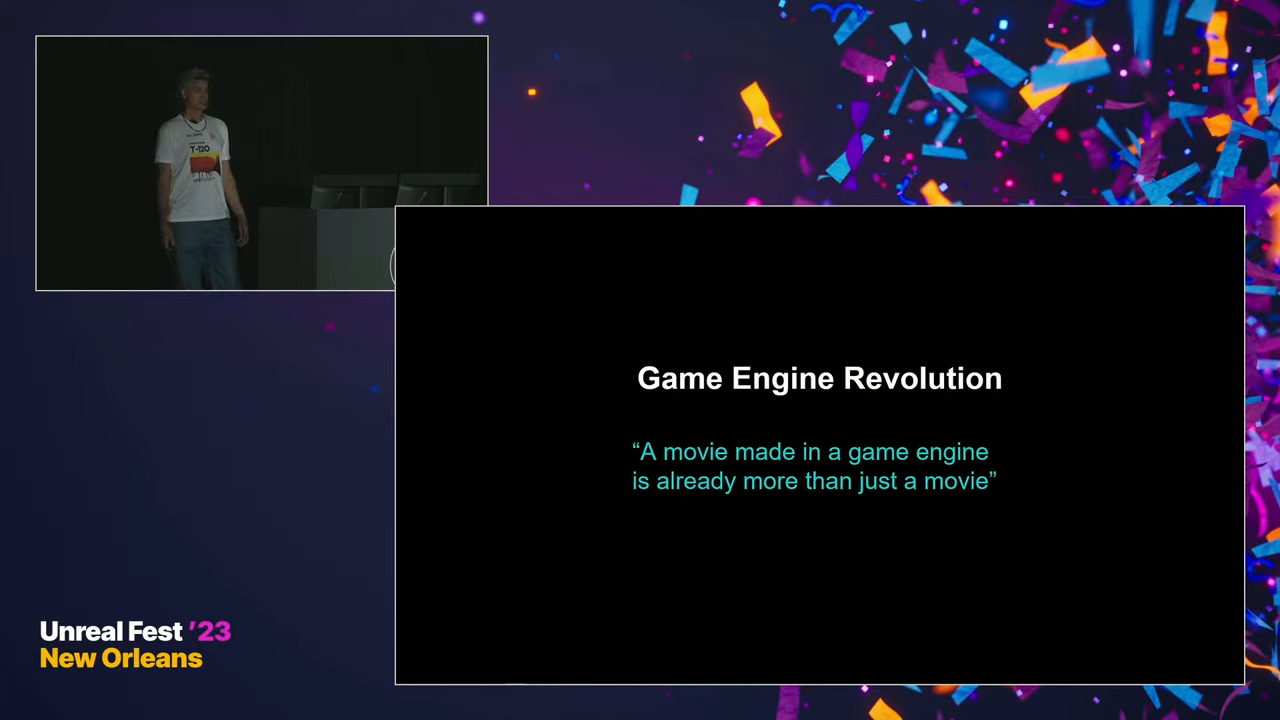 T-120
Game Engine Revolution
“A movie made in a game engine
is already more than just a movie”
Unreal Fest ’23
New Orleans